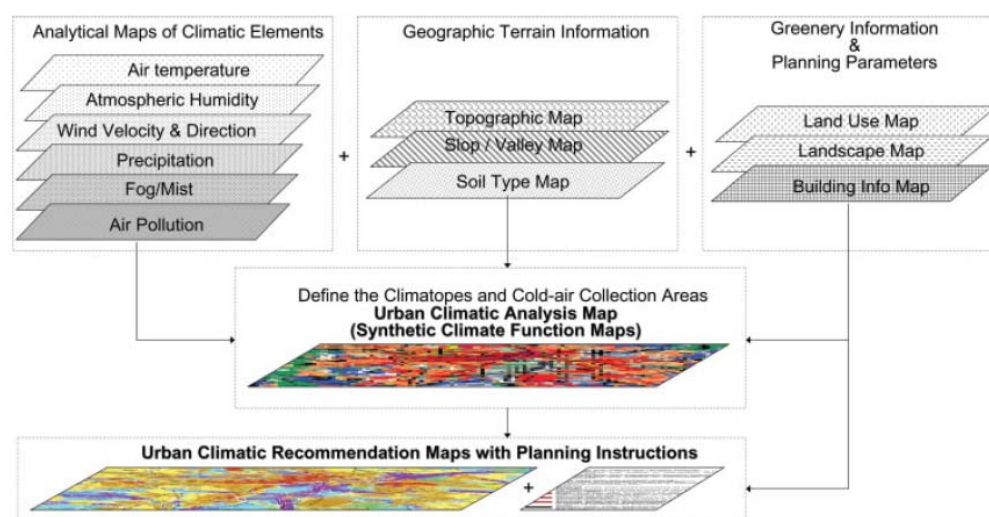 Analytical Maps of Climatic Elements
Air temperature
Atmospheric Humidity
Wind Velocity & Direction
Precipitation
Fog/Mist
Air Pollution
+
Geographic Terrain Information
Topographic Map
Slop / Valley Map
Soil Type Map
+
Greenery Information
&
Planning Parameters
Land Use Map
Landscape Map
Building Info Map
Define the Climatopes and Cold-air Collection Areas
Urban Climatic Analysis Map
(Synthetic Climate Function Maps)
Urban Climatic Recommendation Maps with Planning Instructions
+